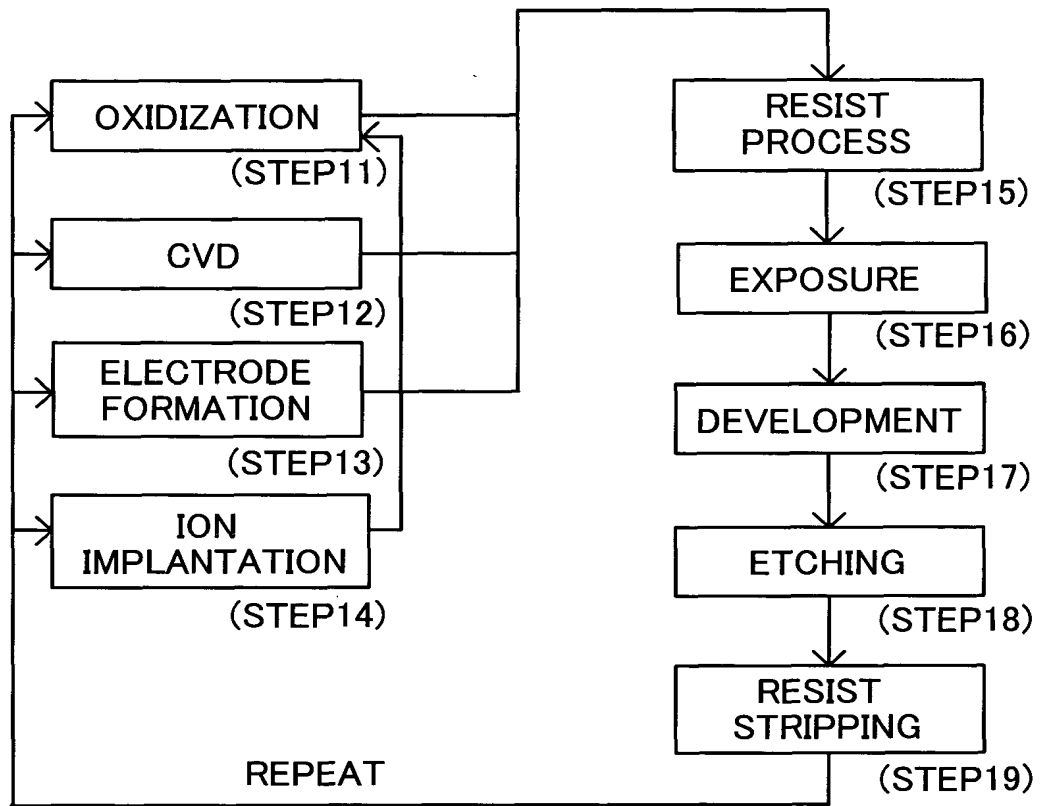 OXIDIZATION
(STEP11)
CVD
(STEP12)
ELECTRODE
FORMATION
(STEP13)
ION
IMPLANTATION
(STEP14)
REPEAT
RESIST
PROCESS
(STEP15)
EXPOSURE
(STEP16)
DEVELOPMENT
(STEP17)
ETCHING
(STEP18)
RESIST
STRIPPING
(STEP19)